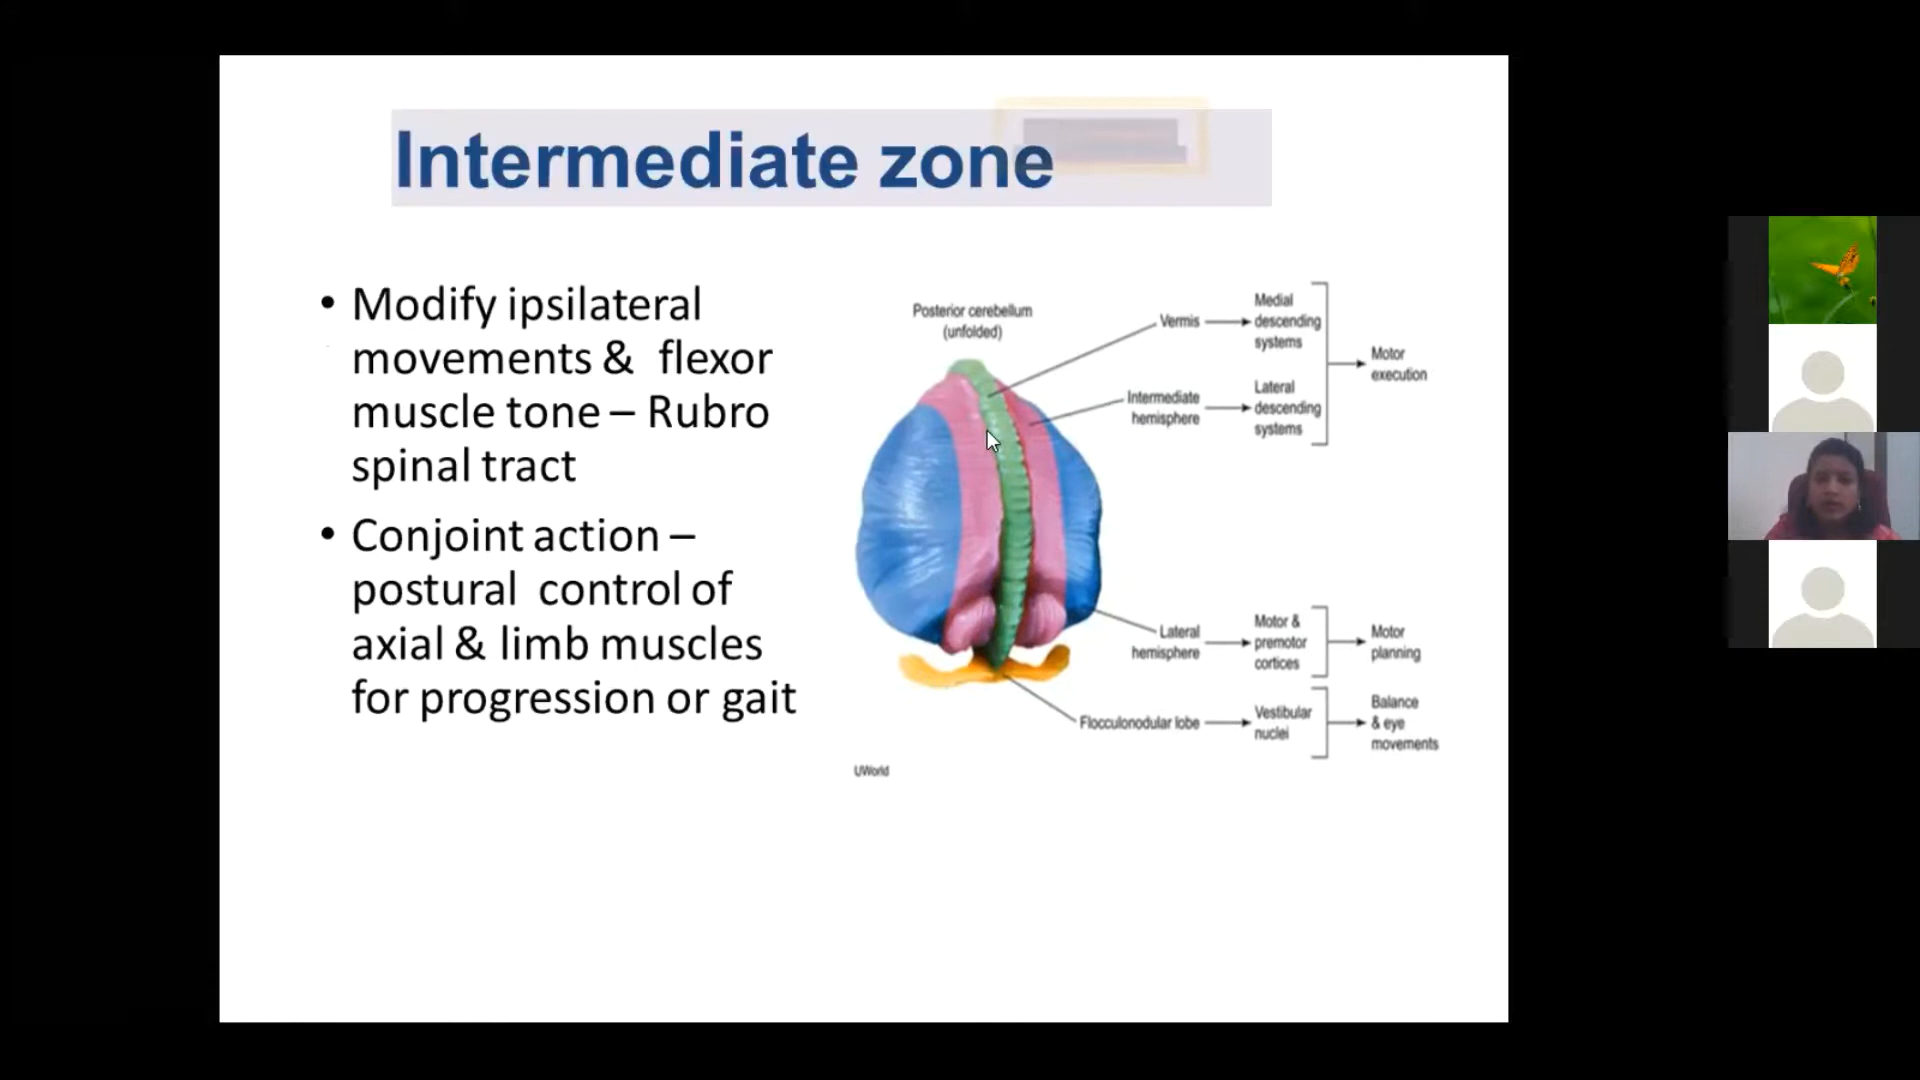 Intermediate zone
• Modify ipsilateral
movements & flexor
muscle tone – Rubro
spinal tract
• Conjoint action –
postural control of
axial & limb muscles
for progression or gait
Posterior cerebellum
(unfolded)
Vermis
Medial
descending
systems
Motor
execution
Intermediate
hemisphere
Lateral
descending
systems
Lateral
hemisphere
Motor &
premotor
cortices
Motor
planning
Flocculonodular lobe
Vestibular
nuclei
Balance
& eye
movements
UWorld